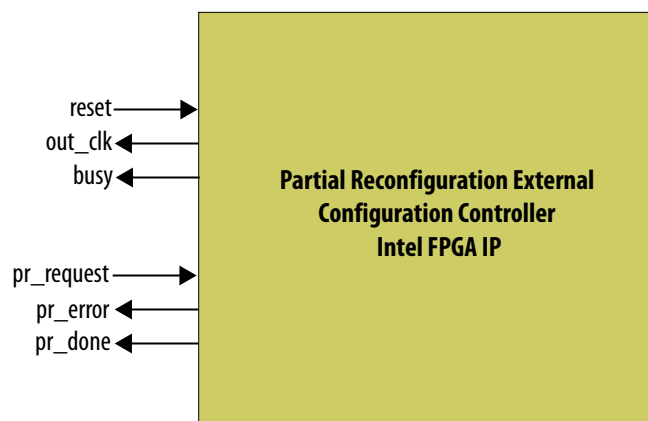 reset
out_clk
busy
Partial Reconfiguration External
Configuration Controller
Intel FPGA IP
pr_request
pr_error
pr_done